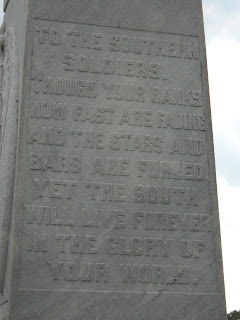 TO THE SOUTHERN
SOLDIERS.
THOUGH YOUR RANKS
NOW FAST ARE FADING
AND THE STARS AND
BARS ARE FURLED.
YET THE SOUTH
WILL LIVE FOREVER
IN THE GLORY OF
YOUR WORLD.